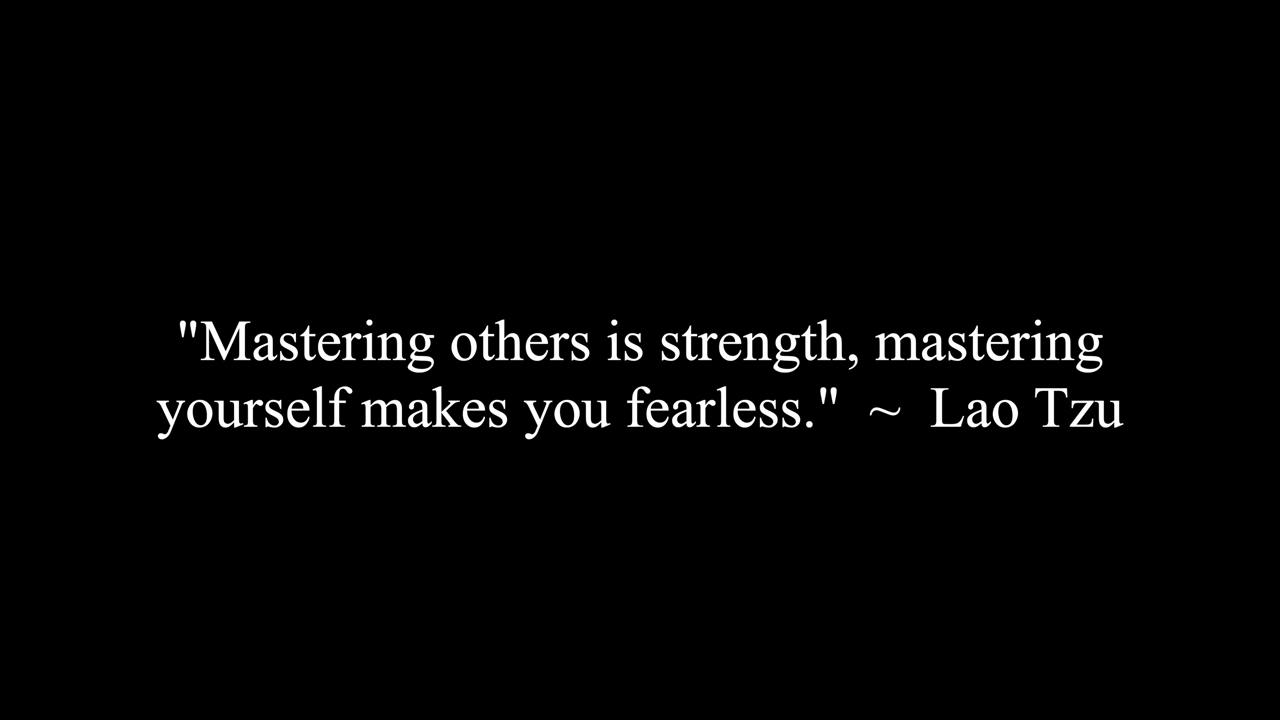 "Mastering others is strength, mastering
yourself makes you fearless."  ~  Lao Tzu